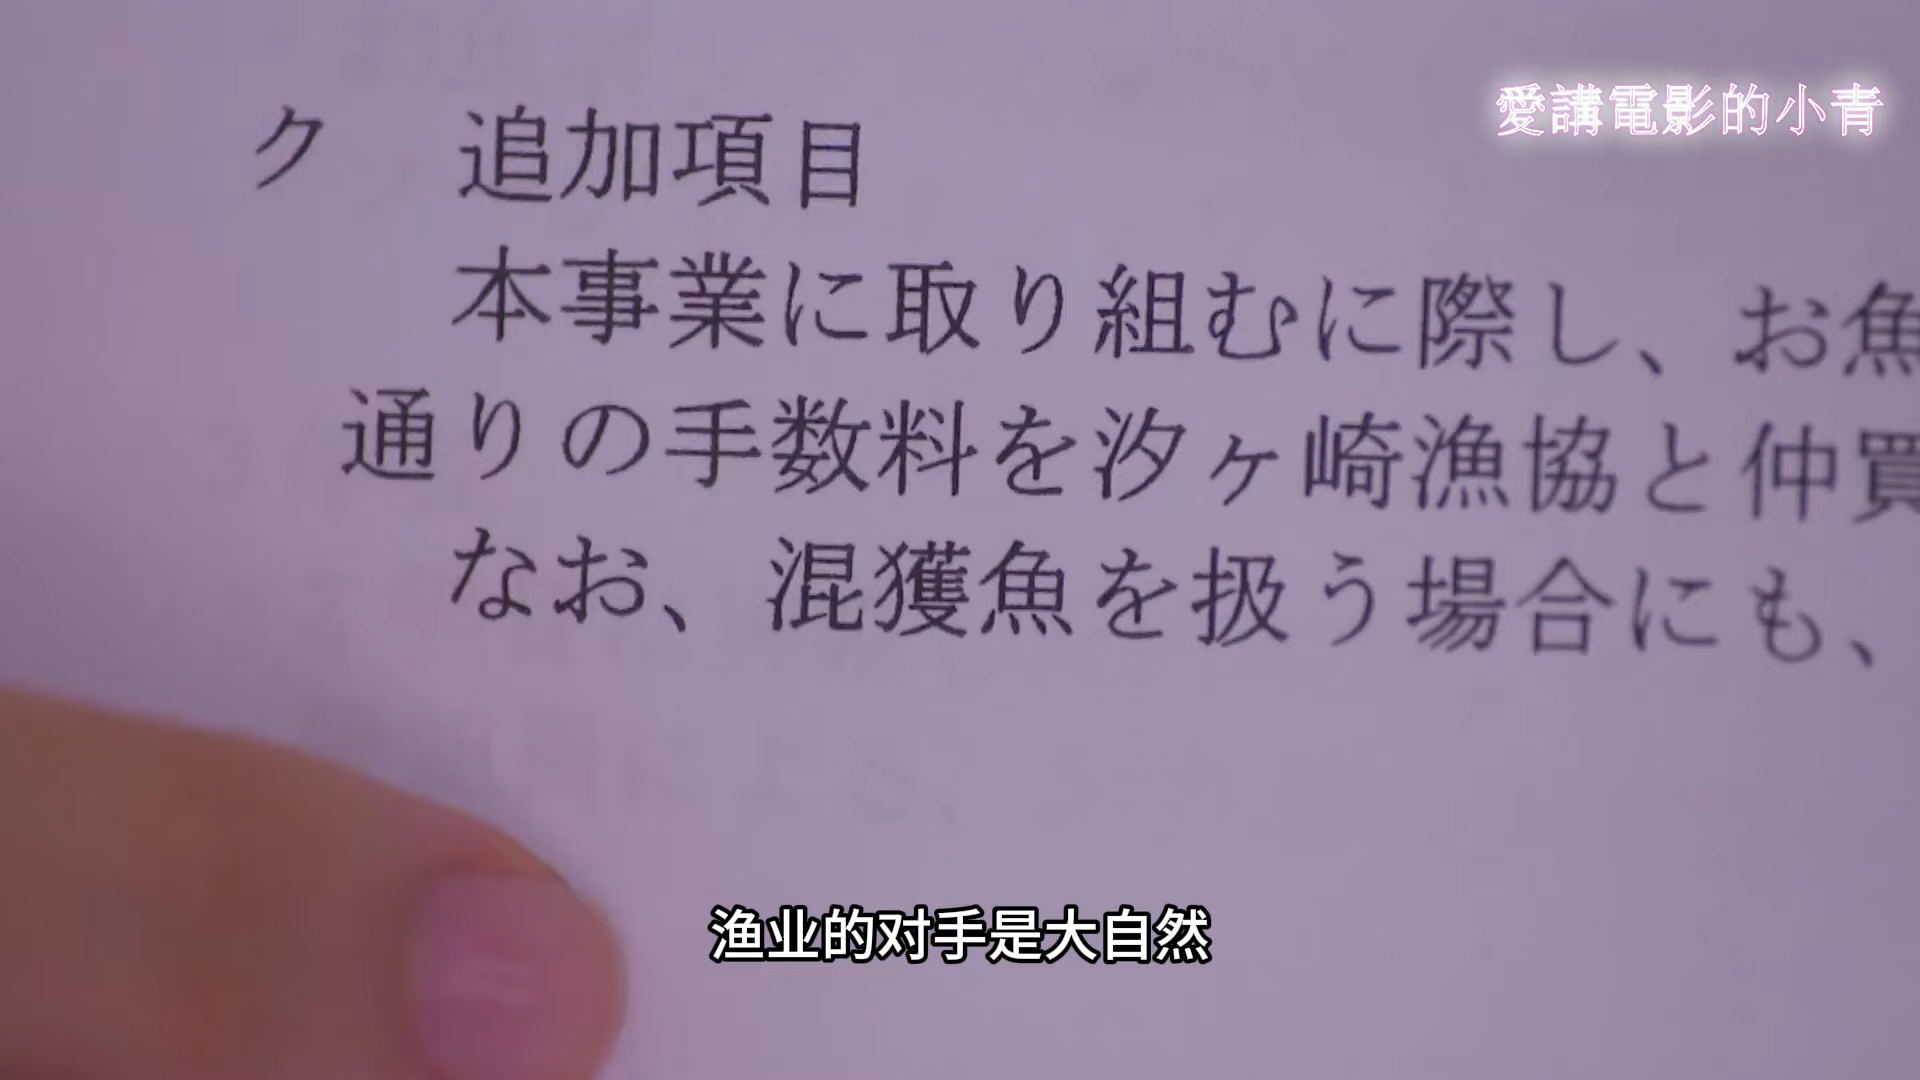 愛講電影的小青
ク 追加項目
本事業に取り組むに際し、お魚
通りの手数料を汐ヶ崎漁協と仲買
なお、混獲魚を扱う場合にも、
渔业的对手是大自然